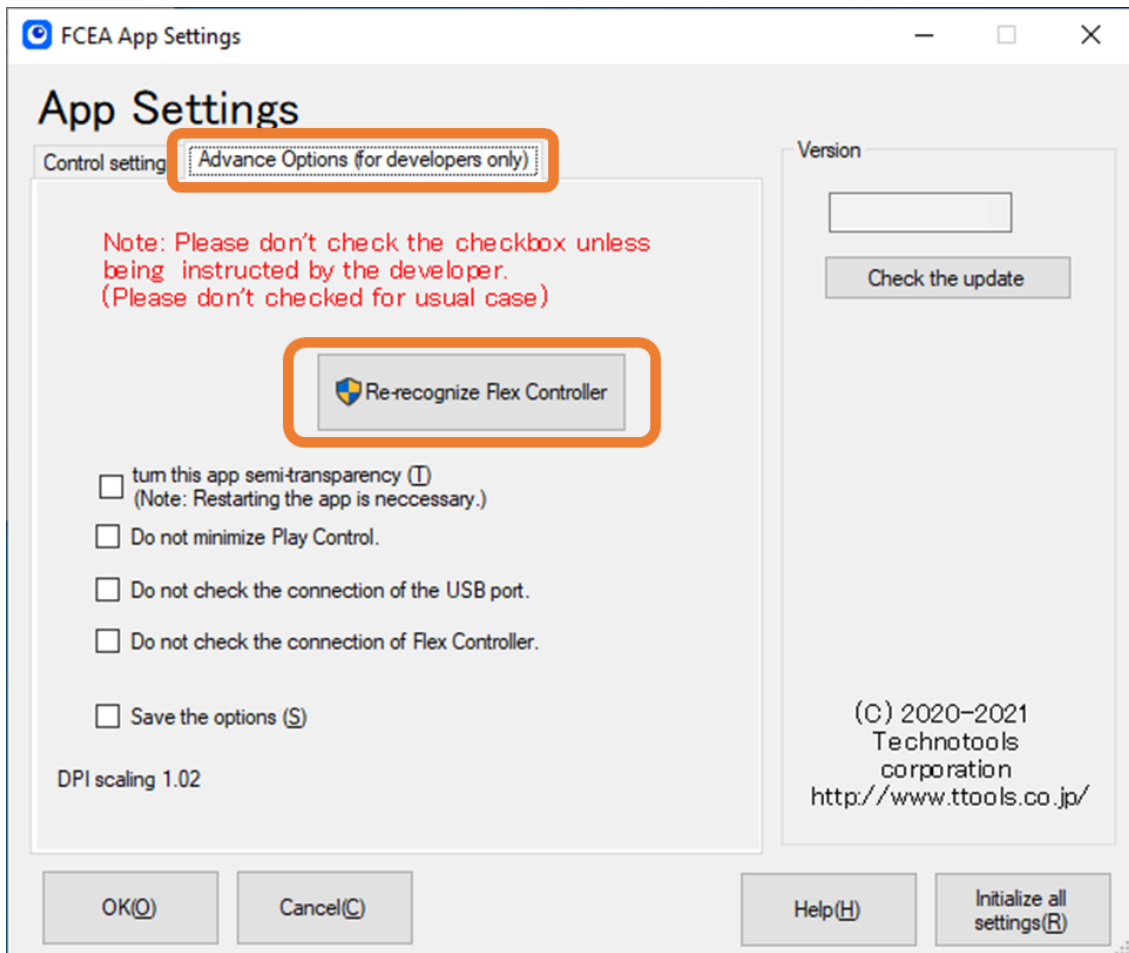 FCEA App Settings
App Settings
Control setting
Advance Options (for developers only)
Note: Please don't check the checkbox unless
being instructed by the developer.
(Please don't checked for usual case)
Re-recognize Flex Controller
turn this app semi-transparency (T)
(Note: Restarting the app is neccessary.)
Do not minimize Play Control.
Do not check the connection of the USB port.
Do not check the connection of Flex Controller.
Save the options (S)
DPI scaling 1.02
Version
Check the update
(C) 2020-2021
Technotools
corporation
http://www.ttools.co.jp/
OK(O)
Cancel(C)
Help(H)
Initialize all
settings(R)